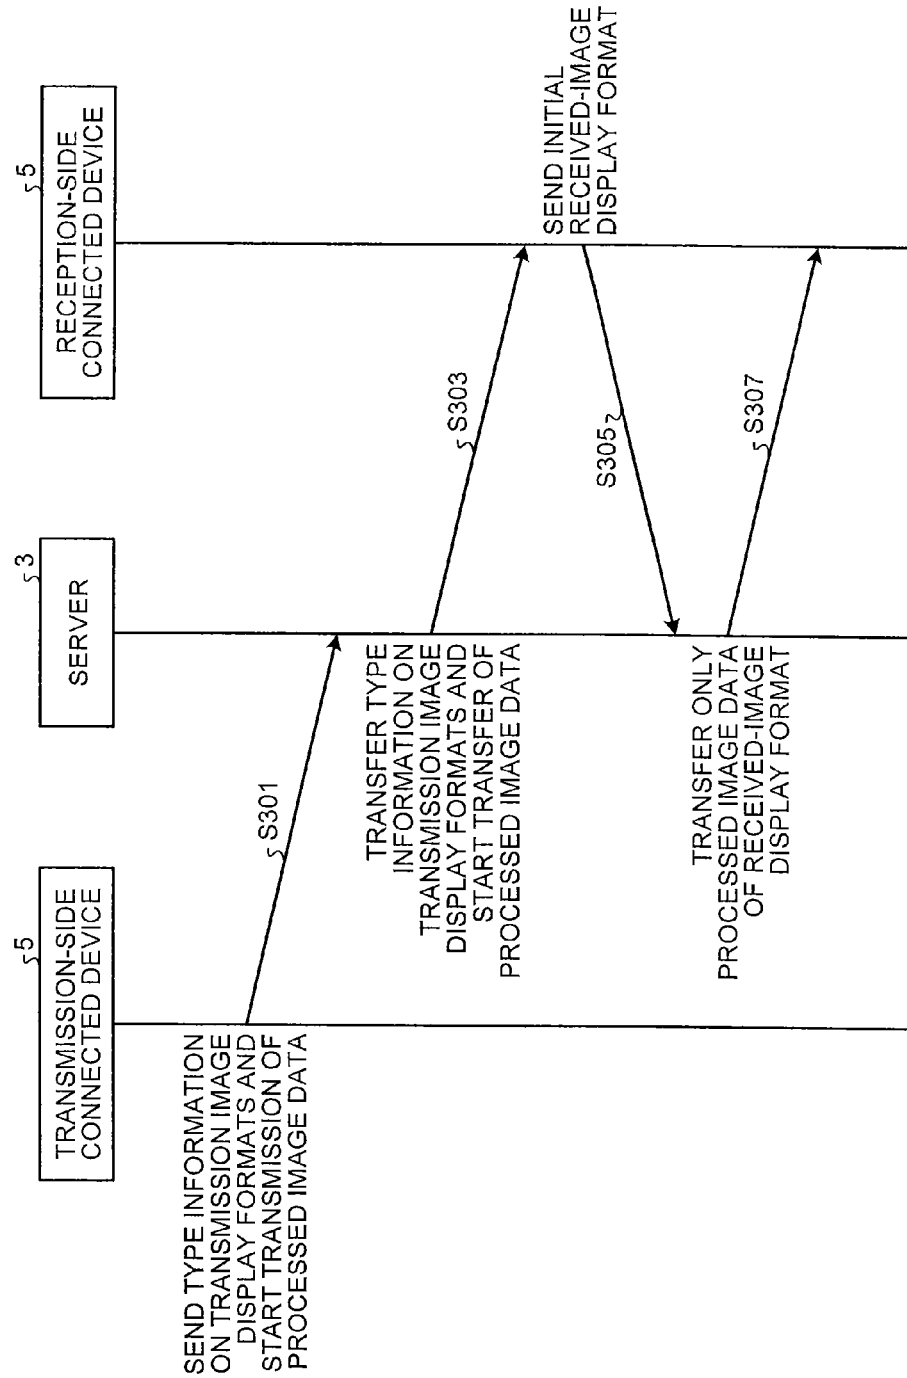 TRANSMISSION-SIDE
CONNECTED DEVICE
5
SERVER
3
RECEPTION-SIDE
CONNECTED DEVICE
5
SEND TYPE INFORMATION
ON TRANSMISSION IMAGE
DISPLAY FORMATS AND
START TRANSMISSION OF
PROCESSED IMAGE DATA
S301
TRANSFER TYPE
INFORMATION ON
TRANSMISSION IMAGE
DISPLAY FORMATS AND
START TRANSFER OF
PROCESSED IMAGE DATA
S303
SEND INITIAL
RECEIVED-IMAGE
DISPLAY FORMAT
S305
TRANSFER ONLY
PROCESSED IMAGE DATA
OF RECEIVED-IMAGE
DISPLAY FORMAT
S307